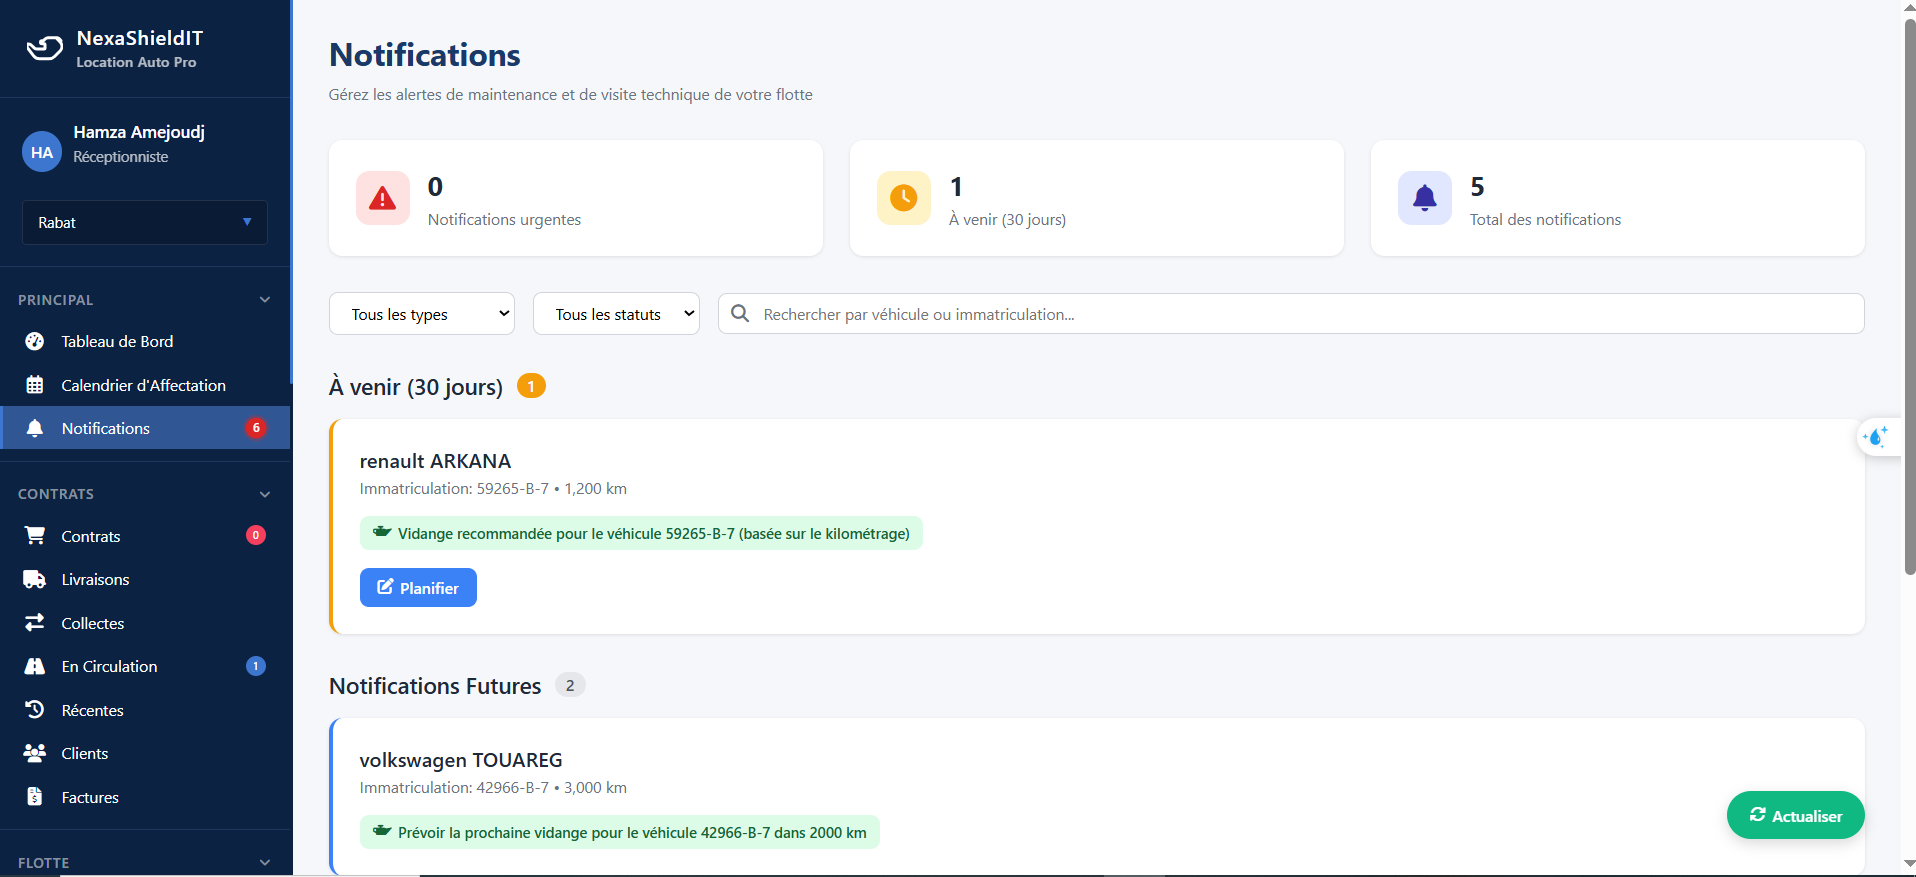 NexaShieldIT
Location Auto Pro
HA
Hamza Amejoudj
Réceptionniste
Rabat
PRINCIPAL
Tableau de Bord
Calendrier d'Affectation
Notifications 6
CONTRATS
Contrats 0
Livraisons
Collectes
En Circulation 1
Récentes
Clients
Factures
FLOTTE
Notifications
Gérez les alertes de maintenance et de visite technique de votre flotte
0
Notifications urgentes
1
À venir (30 jours)
5
Total des notifications
Tous les types
Tous les statuts
Rechercher par véhicule ou immatriculation...
À venir (30 jours) 1
renault ARKANA
Immatriculation: 59265-B-7 • 1,200 km
Vidange recommandée pour le véhicule 59265-B-7 (basée sur le kilométrage)
Planifier
Notifications Futures 2
volkswagen TOUAREG
Immatriculation: 42966-B-7 • 3,000 km
Prévoir la prochaine vidange pour le véhicule 42966-B-7 dans 2000 km
Actualiser